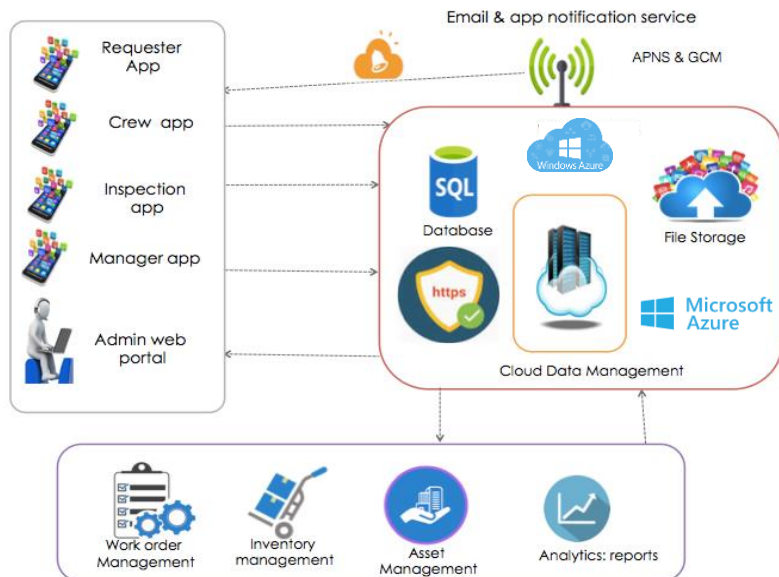 Email & app notification service
APNS & GCM
Requester
App
Crew app
Inspection
app
Manager app
Admin web
portal
Windows Azure
SQL
Database
File Storage
https
Microsoft
Azure
Cloud Data Management
Work order
Management
Inventory
management
Asset
Management
Analytics: reports